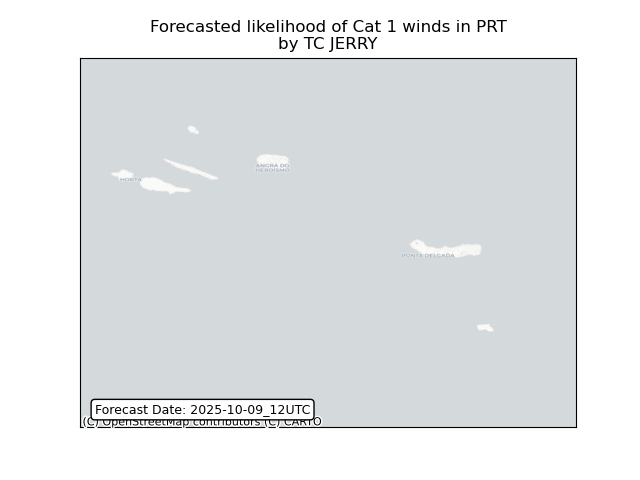 Forecasted likelihood of Cat 1 winds in PRT
by TC JERRY
HORTA
ANGRA DO
HEROÍSMO
PONTA DELGADA
Forecast Date: 2025-10-09_12UTC
(C) OpenStreetMap contributors (C) CARTO